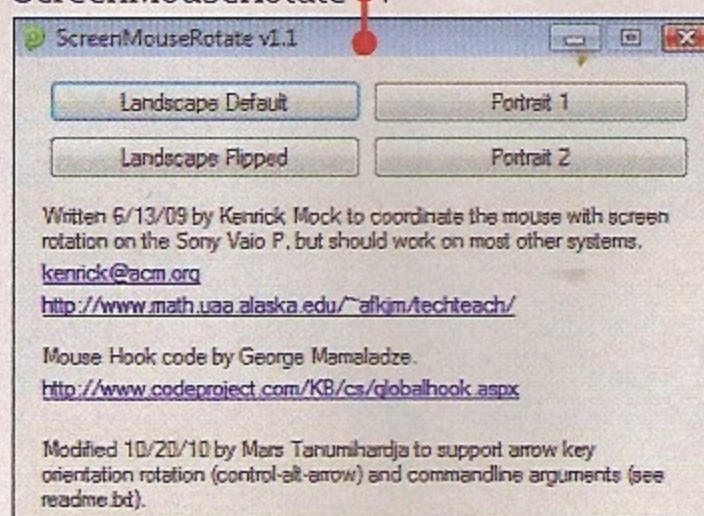 ScreenMouseRotate
ScreenMouseRotate v1.1
Landscape Default
Portrait 1
Landscape Flipped
Portrait 2
Written 6/13/09 by Kenrick Mock to coordinate the mouse with screen
rotation on the Sony Vaio P, but should work on most other systems.
kenrick@acm.org
http://www.math.uaa.alaska.edu/~afkjm/techteach/
Mouse Hook code by George Mamaladze.
http://www.codeproject.com/KB/cs/globalhook.aspx
Modified 10/20/10 by Mars Tanumihardja to support arrow key
orientation rotation (control-alt-arrow) and commandline arguments (see
readme.txt).